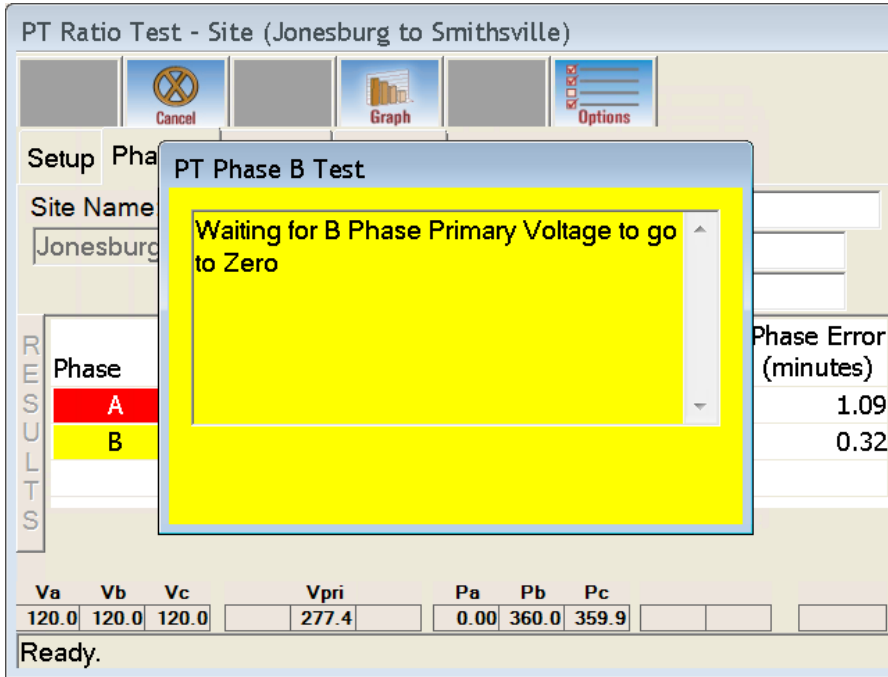 PT Ratio Test - Site (Jonesburg to Smithsville)
Cancel Graph Options
Setup Pha
PT Phase B Test
Site Name
Jonesburg
Waiting for B Phase Primary Voltage to go
to Zero
RESULTS
Phase Phase Error
(minutes)
A 1.09
B 0.32
Va Vb Vc Vpri Pa Pb Pc
120.0 120.0 120.0 277.4 0.00 360.0 359.9
Ready.